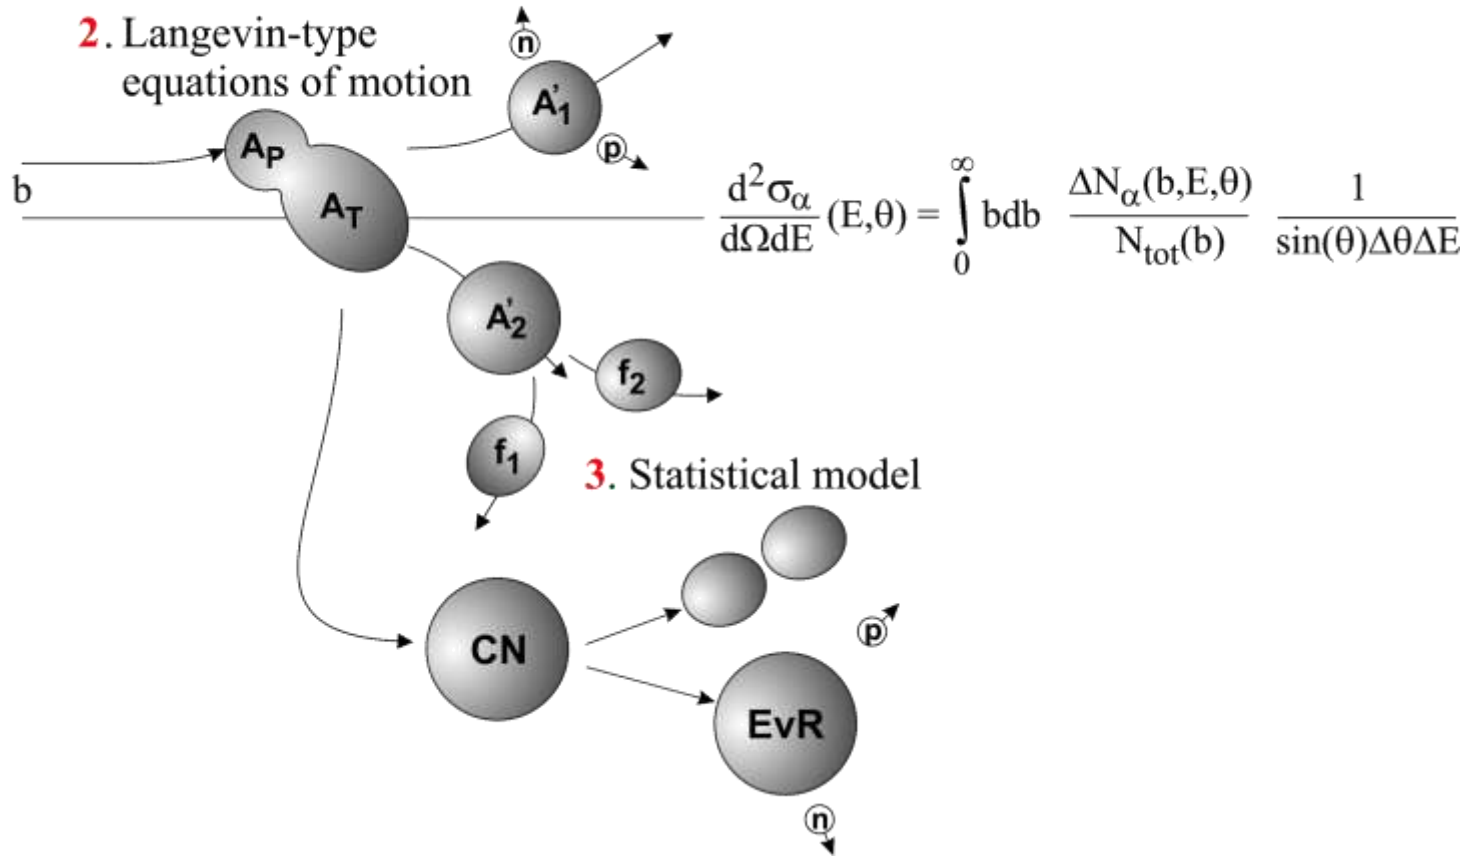 2. Langevin-type
equations of motion
n
A'1
p
AP
b
AT
d²σα
dΩdE
(E,θ) = ∞∫0 bdb
ΔNα(b,E,θ)
Ntot(b)
1
sin(θ)ΔθΔE
A'2
f2
f1
3. Statistical model
CN
p
EvR
n